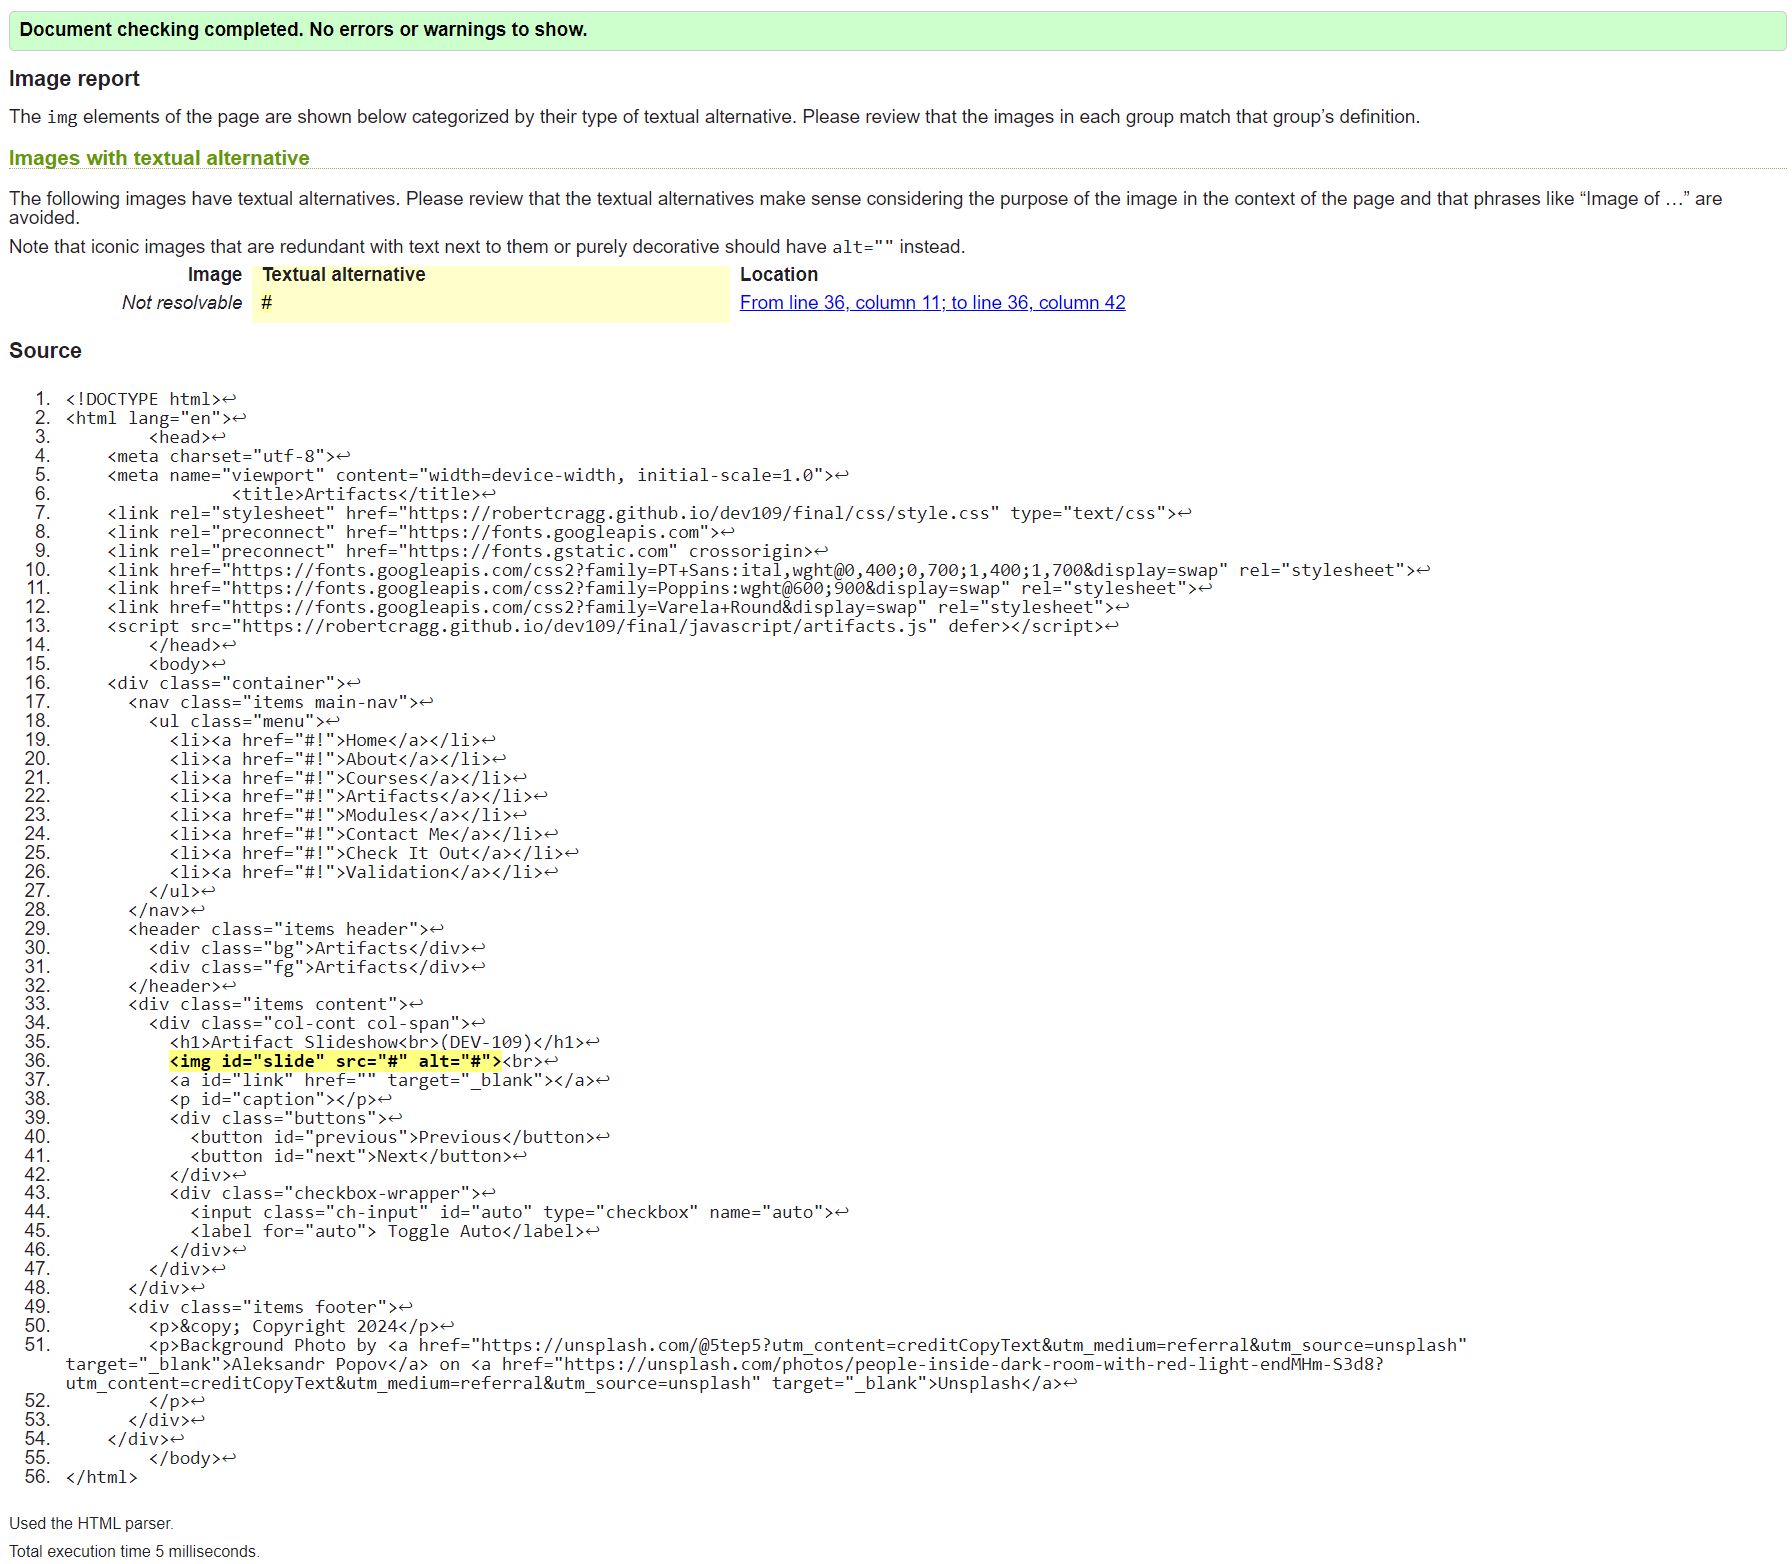 Document checking completed. No errors or warnings to show.
Image report
The img elements of the page are shown below categorized by their type of textual alternative. Please review that the images in each group match that group’s definition.
Images with textual alternative
The following images have textual alternatives. Please review that the textual alternatives make sense considering the purpose of the image in the context of the page and that phrases like “Image of …” are
avoided.
Note that iconic images that are redundant with text next to them or purely decorative should have alt="" instead.
Image Textual alternative Location
Not resolvable # From line 36, column 11; to line 36, column 42
Source
1. <!DOCTYPE html>↩
2. <html lang="en">↩
3. <head>↩
4. <meta charset="utf-8">↩
5. <meta name="viewport" content="width=device-width, initial-scale=1.0">↩
6. <title>Artifacts</title>↩
7. <link rel="stylesheet" href="https://robertcragg.github.io/dev109/final/css/style.css" type="text/css">↩
8. <link rel="preconnect" href="https://fonts.googleapis.com">↩
9. <link rel="preconnect" href="https://fonts.gstatic.com" crossorigin>↩
10. <link href="https://fonts.googleapis.com/css2?family=PT+Sans:ital,wght@0,400;0,700;1,400;1,700&display=swap" rel="stylesheet">↩
11. <link href="https://fonts.googleapis.com/css2?family=Poppins:wght@600;900&display=swap" rel="stylesheet">↩
12. <link href="https://fonts.googleapis.com/css2?family=Varela+Round&display=swap" rel="stylesheet">↩
13. <script src="https://robertcragg.github.io/dev109/final/javascript/artifacts.js" defer></script>↩
14. </head>↩
15. <body>↩
16. <div class="container">↩
17. <nav class="items main-nav">↩
18. <ul class="menu">↩
19. <li><a href="#!">Home</a></li>↩
20. <li><a href="#!">About</a></li>↩
21. <li><a href="#!">Courses</a></li>↩
22. <li><a href="#!">Artifacts</a></li>↩
23. <li><a href="#!">Modules</a></li>↩
24. <li><a href="#!">Contact Me</a></li>↩
25. <li><a href="#!">Check It Out</a></li>↩
26. <li><a href="#!">Validation</a></li>↩
27. </ul>↩
28. </nav>↩
29. <header class="items header">↩
30. <div class="bg">Artifacts</div>↩
31. <div class="fg">Artifacts</div>↩
32. </header>↩
33. <div class="items content">↩
34. <div class="col-cont col-span">↩
35. <h1>Artifact Slideshow<br>(DEV-109)</h1>↩
36. <img id="slide" src="#" alt="#"><br>↩
37. <a id="link" href="" target="_blank"></a>↩
38. <p id="caption"></p>↩
39. <div class="buttons">↩
40. <button id="previous">Previous</button>↩
41. <button id="next">Next</button>↩
42. </div>↩
43. <div class="checkbox-wrapper">↩
44. <input class="ch-input" id="auto" type="checkbox" name="auto">↩
45. <label for="auto"> Toggle Auto</label>↩
46. </div>↩
47. </div>↩
48. </div>↩
49. <div class="items footer">↩
50. <p>&copy; Copyright 2024</p>↩
51. <p>Background Photo by <a href="https://unsplash.com/@5tep5?utm_content=creditCopyText&utm_medium=referral&utm_source=unsplash"
target="_blank">Aleksandr Popov</a> on <a href="https://unsplash.com/photos/people-inside-dark-room-with-red-light-endMHm-S3d8?
utm_content=creditCopyText&utm_medium=referral&utm_source=unsplash" target="_blank">Unsplash</a>↩
52. </p>↩
53. </div>↩
54. </div>↩
55. </body>↩
56. </html>
Used the HTML parser.
Total execution time 5 milliseconds.